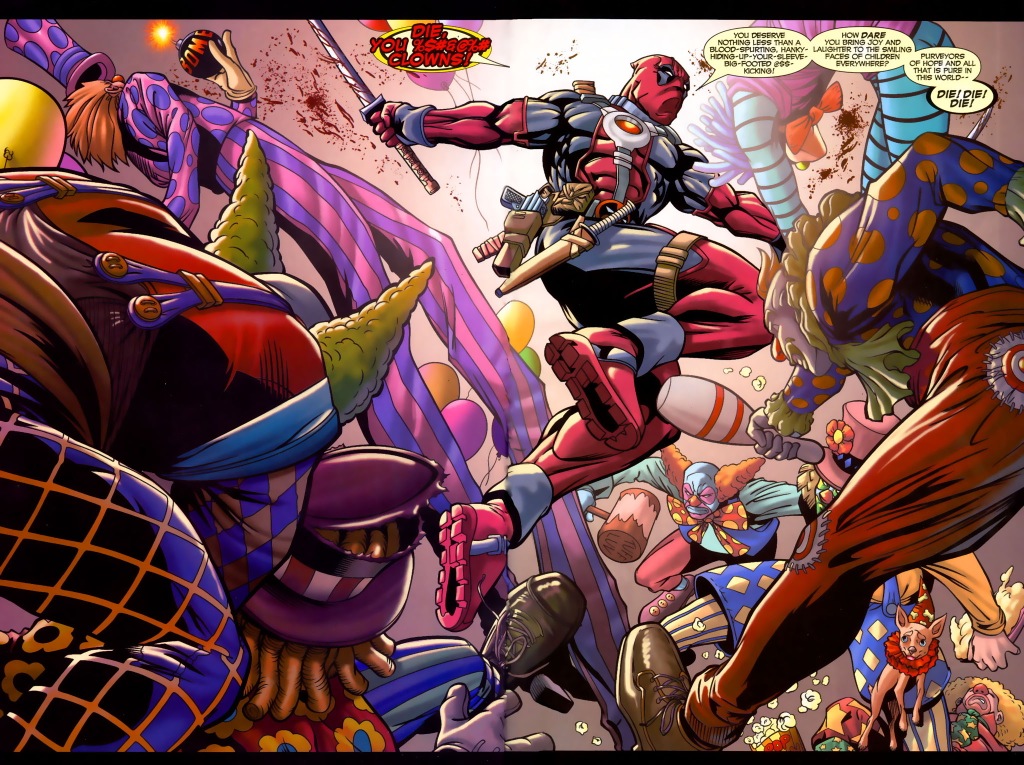 DIE,
YOU %$#@%#
CLOWNS!
YOU DESERVE
NOTHING LESS THAN A
BLOOD-SPURTING, HANKY-
HIDING-UP-YOUR-SLEEVE-
BIG-FOOTED @$$-
KICKING!
HOW DARE
YOU BRING JOY AND
LAUGHTER TO THE SMILING
FACES OF CHILDREN
EVERYWHERE?
PURVEYORS
OF HOPE AND ALL
THAT IS PURE IN
THIS WORLD--
DIE! DIE!
DIE!
BOMB